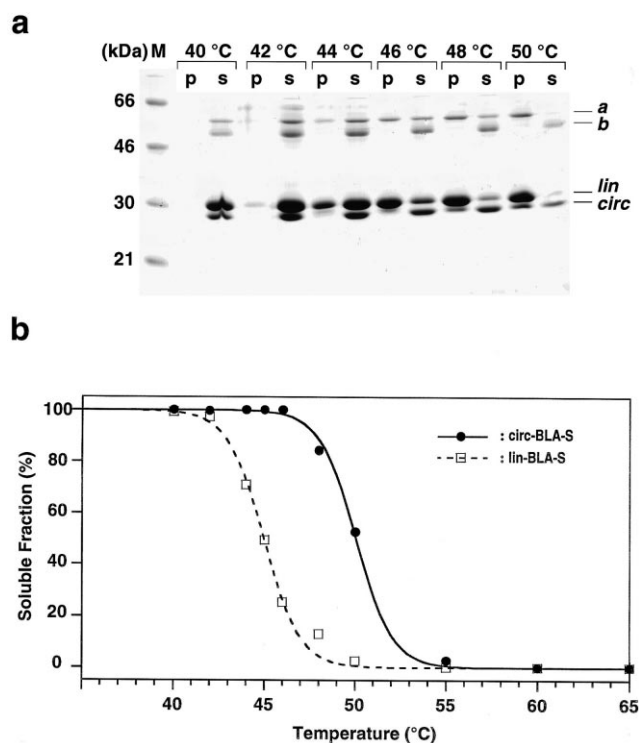 a
(kDa) M 40 °C 42 °C 44 °C 46 °C 48 °C 50 °C
p s p s p s p s p s p s
66
a
b
46
lin
30
circ
21
b
100
80
60
40
20
0
40 45 50 55 60 65
Soluble Fraction (%)
Temperature (°C)
: circ-BLA-S
: lin-BLA-S